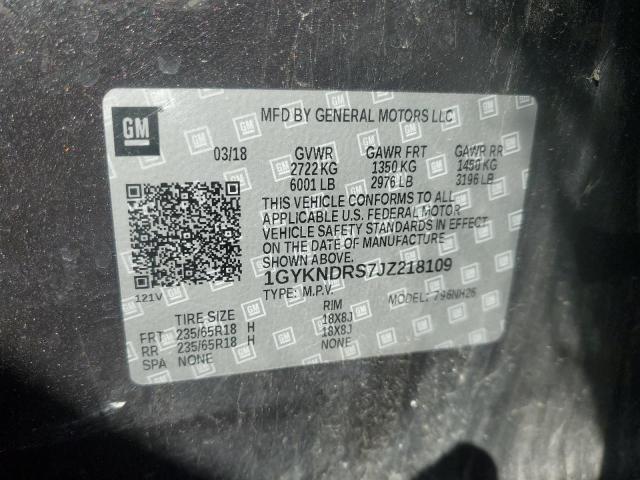 GM
MFD BY GENERAL MOTORS LLC
03/18 GVWR GAWR FRT GAWR RR
2722 KG 1350 KG 1450 KG
6001 LB 2976 LB 3196 LB
THIS VEHICLE CONFORMS TO ALL
APPLICABLE U.S. FEDERAL MOTOR
VEHICLE SAFETY STANDARDS IN EFFECT
ON THE DATE OF MANUFACTURE
SHOWN ABOVE.
1GYKNDRS7JZ218109
121V
TYPE: M.P.V. MODEL: 796NH26
TIRE SIZE RIM
FRT 235/65R18 H 18X8J
RR 235/65R18 H 18X8J
SPA NONE NONE